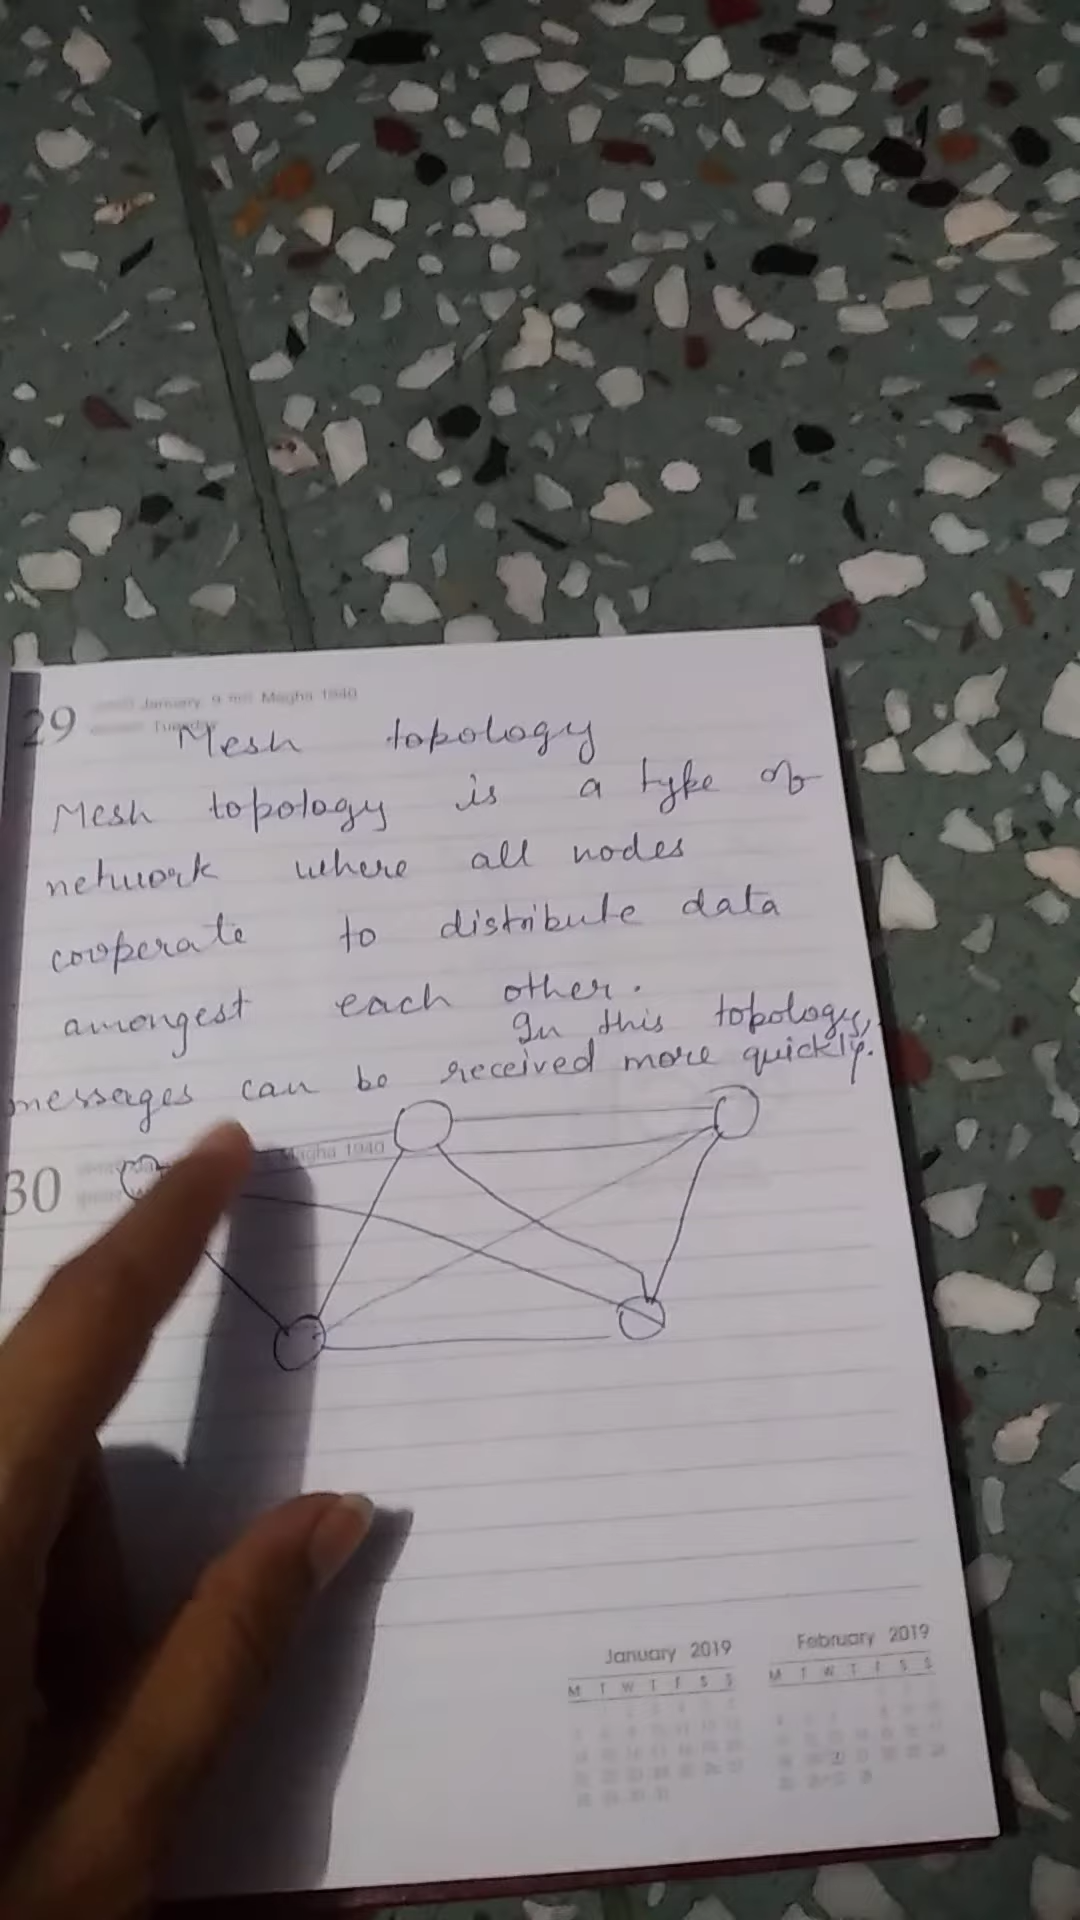 29 January 9 Magha 1940
Tuesday
Mesh topology
Mesh topology is a type of
network where all nodes
cooperate to distribute data
amongest each other.
In this topology,
messages can be received more quickly.
30 Magha 1940
January 2019 February 2019
M T W T F S S M T W T F S S